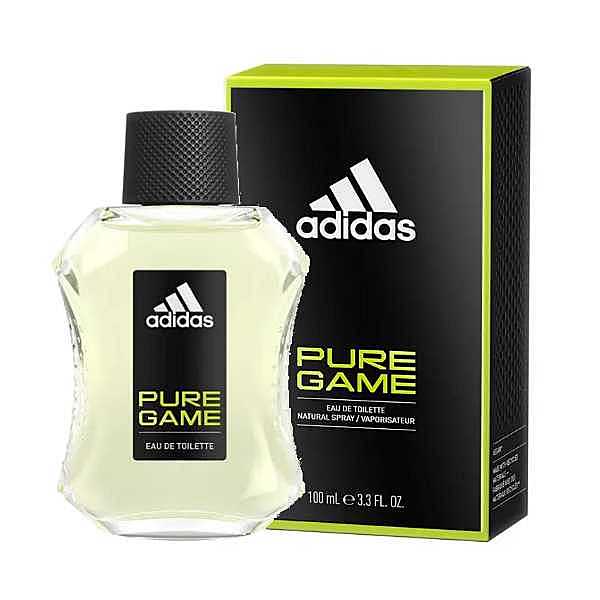 adidas
PURE
GAME
EAU DE TOILETTE
adidas
PURE
GAME
EAU DE TOILETTE
NATURAL SPRAY / VAPORISATEUR
100 mL e 3.3 FL. OZ.